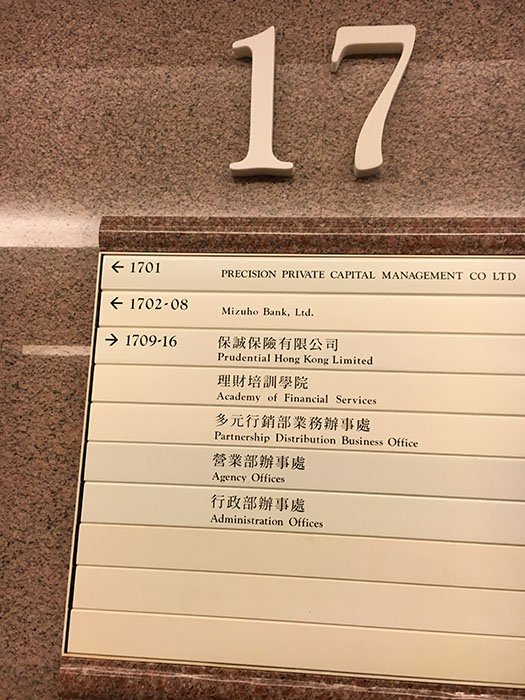 17
← 1701 PRECISION PRIVATE CAPITAL MANAGEMENT CO LTD
← 1702-08 Mizuho Bank, Ltd.
→ 1709-16 保誠保險有限公司
Prudential Hong Kong Limited
理財培訓學院
Academy of Financial Services
多元行銷部業務辦事處
Partnership Distribution Business Office
營業部辦事處
Agency Offices
行政部辦事處
Administration Offices